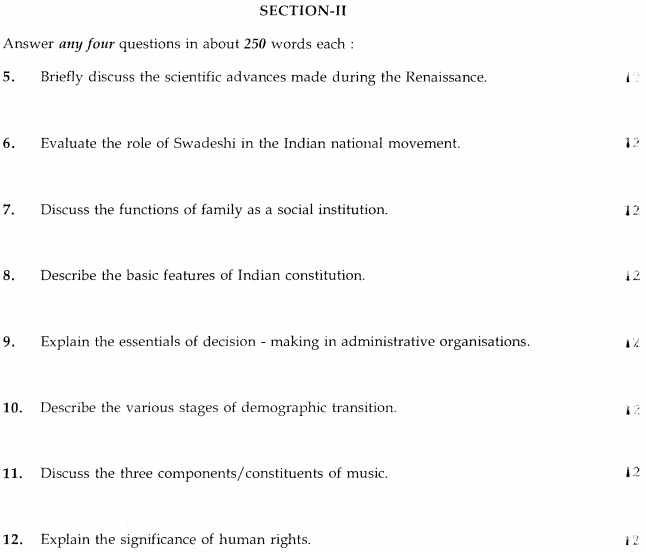 SECTION-II
Answer any four questions in about 250 words each :
5. Briefly discuss the scientific advances made during the Renaissance. 12
6. Evaluate the role of Swadeshi in the Indian national movement. 12
7. Discuss the functions of family as a social institution. 12
8. Describe the basic features of Indian constitution. 12
9. Explain the essentials of decision - making in administrative organisations. 12
10. Describe the various stages of demographic transition. 12
11. Discuss the three components/constituents of music. 12
12. Explain the significance of human rights. 12